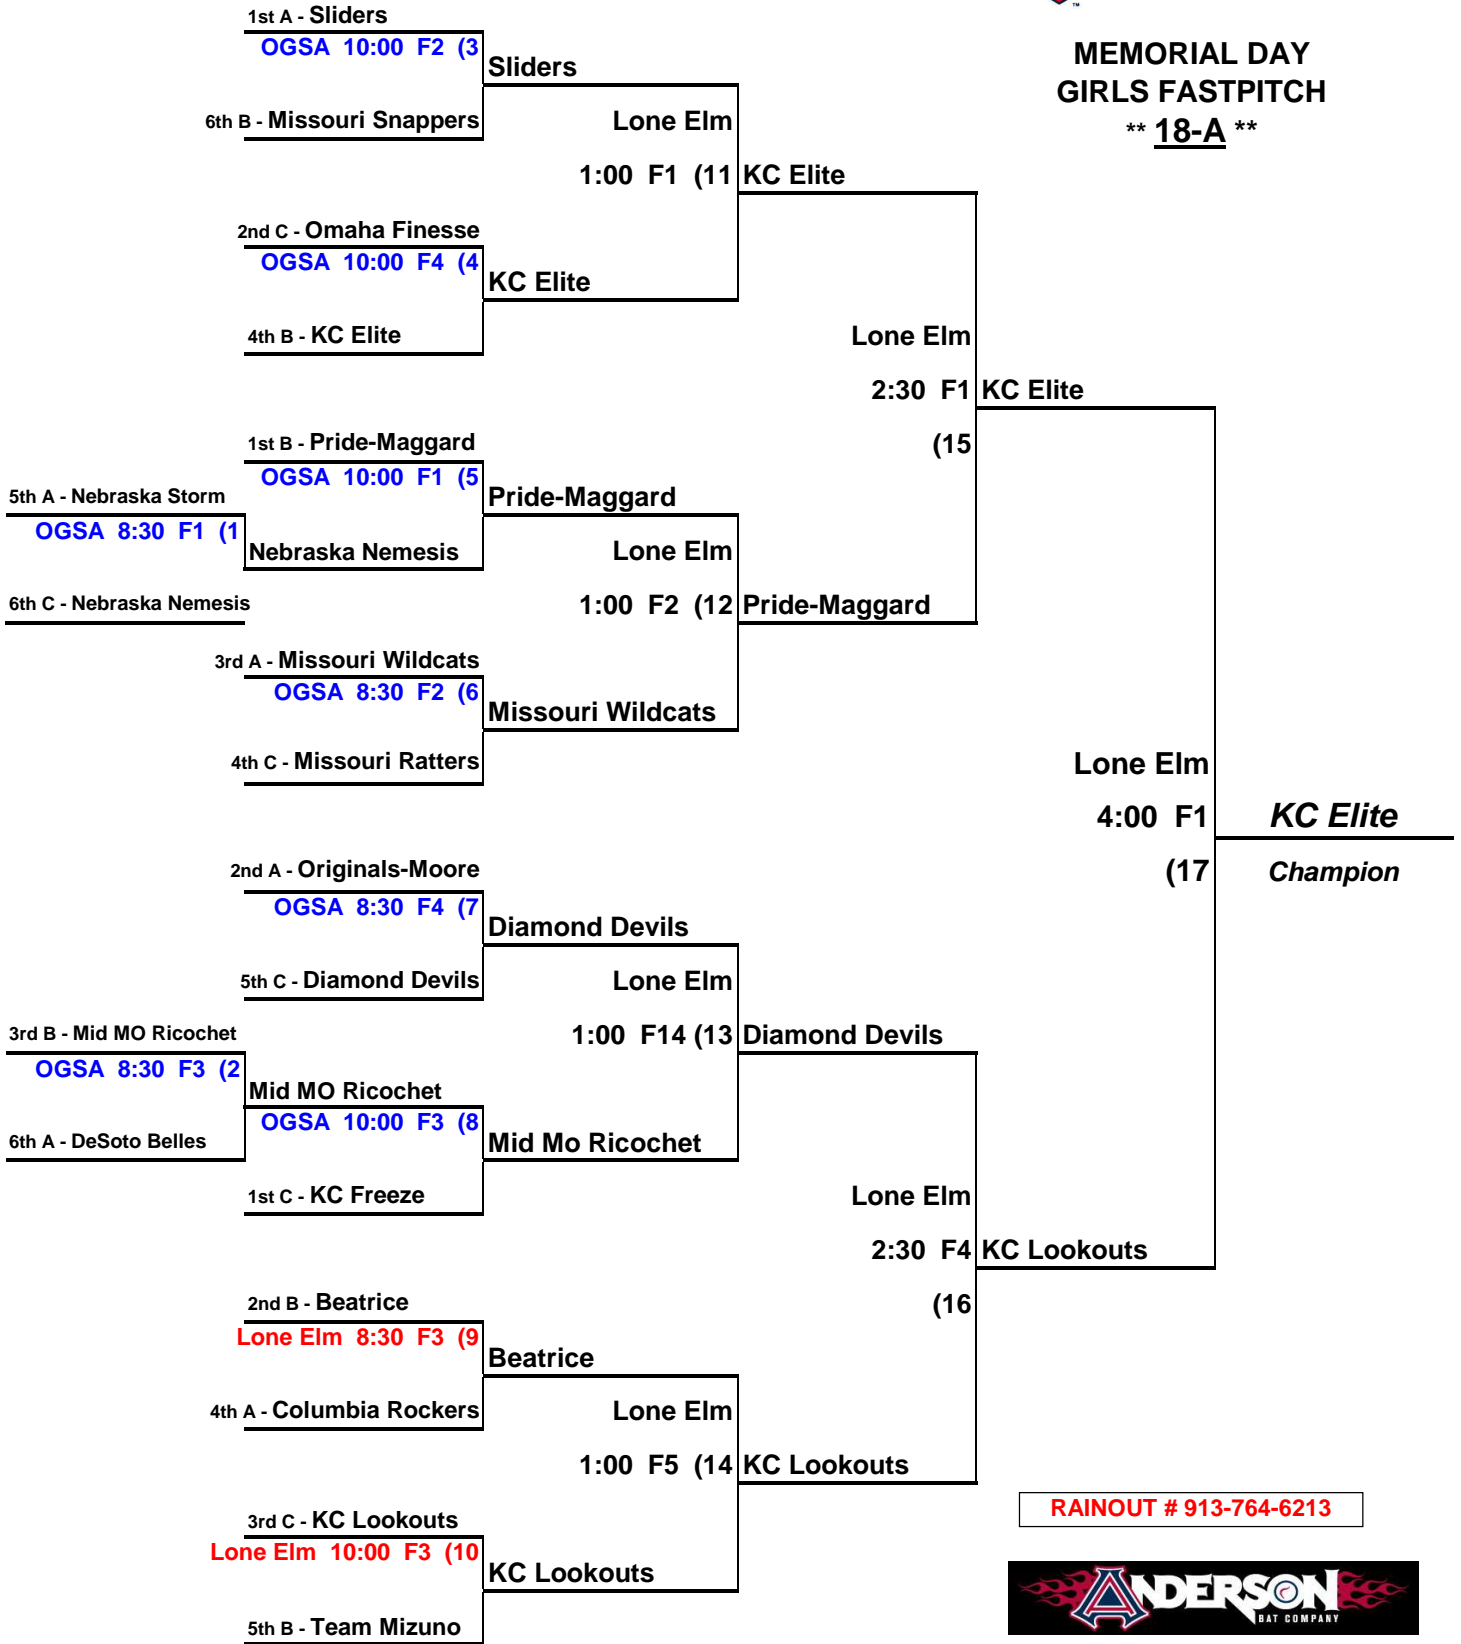 MEMORIAL DAY
GIRLS FASTPITCH
** 18-A **
1st A - Sliders
OGSA 10:00 F2 (3
Sliders
6th B - Missouri Snappers
Lone Elm
1:00 F1 (11
KC Elite
2nd C - Omaha Finesse
OGSA 10:00 F4 (4
KC Elite
4th B - KC Elite
Lone Elm
2:30 F1
KC Elite
(15
1st B - Pride-Maggard
OGSA 10:00 F1 (5
Pride-Maggard
5th A - Nebraska Storm
OGSA 8:30 F1 (1
Nebraska Nemesis
Lone Elm
6th C - Nebraska Nemesis
1:00 F2 (12
Pride-Maggard
3rd A - Missouri Wildcats
OGSA 8:30 F2 (6
Missouri Wildcats
4th C - Missouri Ratters
Lone Elm
4:00 F1
KC Elite
(17
Champion
2nd A - Originals-Moore
OGSA 8:30 F4 (7
Diamond Devils
5th C - Diamond Devils
Lone Elm
3rd B - Mid MO Ricochet
1:00 F14 (13
Diamond Devils
OGSA 8:30 F3 (2
Mid MO Ricochet
OGSA 10:00 F3 (8
6th A - DeSoto Belles
Mid Mo Ricochet
1st C - KC Freeze
Lone Elm
2:30 F4
KC Lookouts
(16
2nd B - Beatrice
Lone Elm 8:30 F3 (9
Beatrice
4th A - Columbia Rockers
Lone Elm
1:00 F5 (14
KC Lookouts
3rd C - KC Lookouts
Lone Elm 10:00 F3 (10
KC Lookouts
5th B - Team Mizuno
RAINOUT # 913-764-6213
ANDERSON
BAT COMPANY